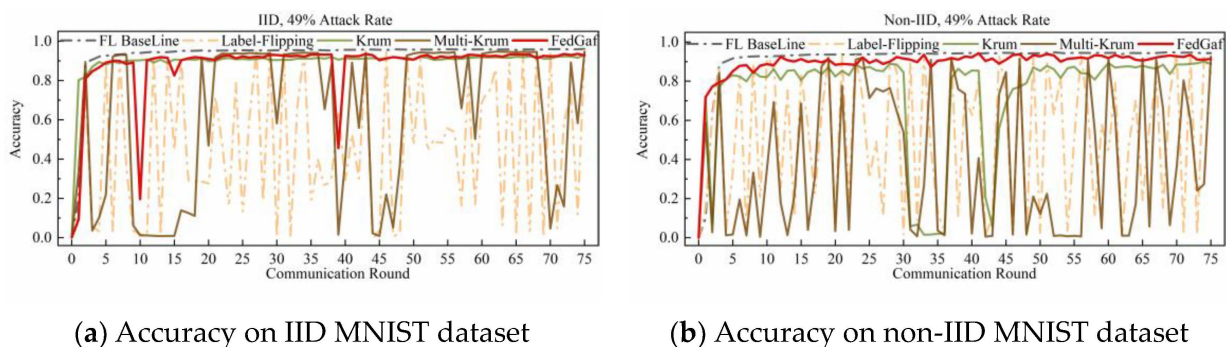 IID, 49% Attack Rate
1.0
FL BaseLine Label-Flipping Krum Multi-Krum FedGaf
0.8
0.6
0.4
0.2
0.0
Accuracy
0 5 10 15 20 25 30 35 40 45 50 55 60 65 70 75
Communication Round
(a) Accuracy on IID MNIST dataset
Non-IID, 49% Attack Rate
1.0
FL BaseLine Label-Flipping Krum Multi-Krum FedGaf
0.8
0.6
0.4
0.2
0.0
Accuracy
0 5 10 15 20 25 30 35 40 45 50 55 60 65 70 75
Communication Round
(b) Accuracy on non-IID MNIST dataset